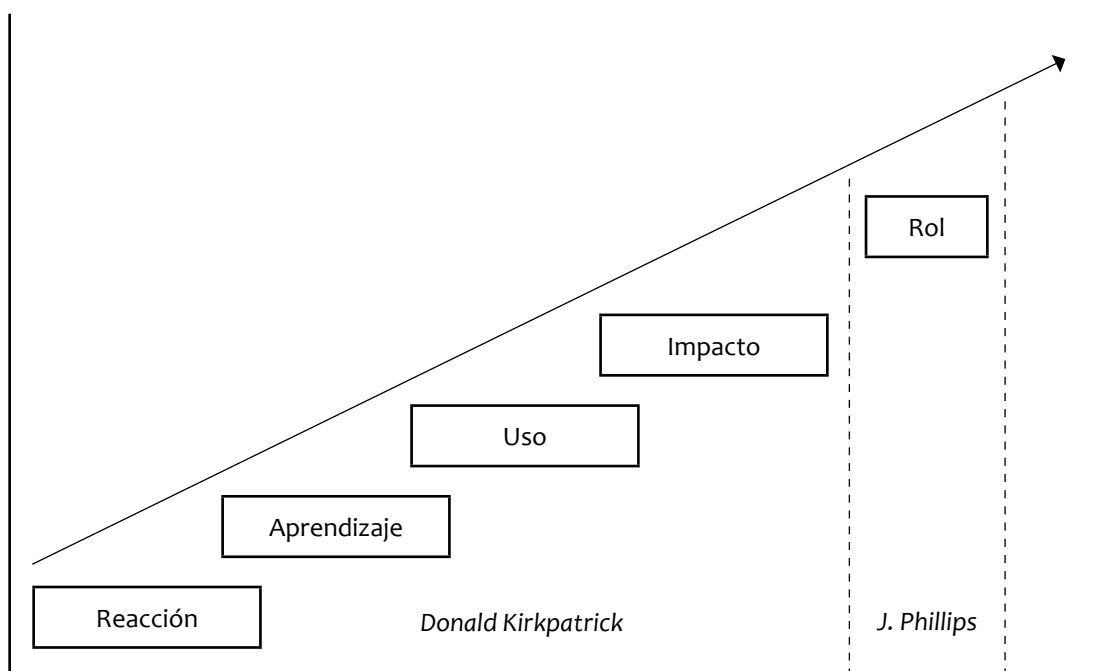 Rol
Impacto
Uso
Aprendizaje
Reacción
Donald Kirkpatrick
J. Phillips